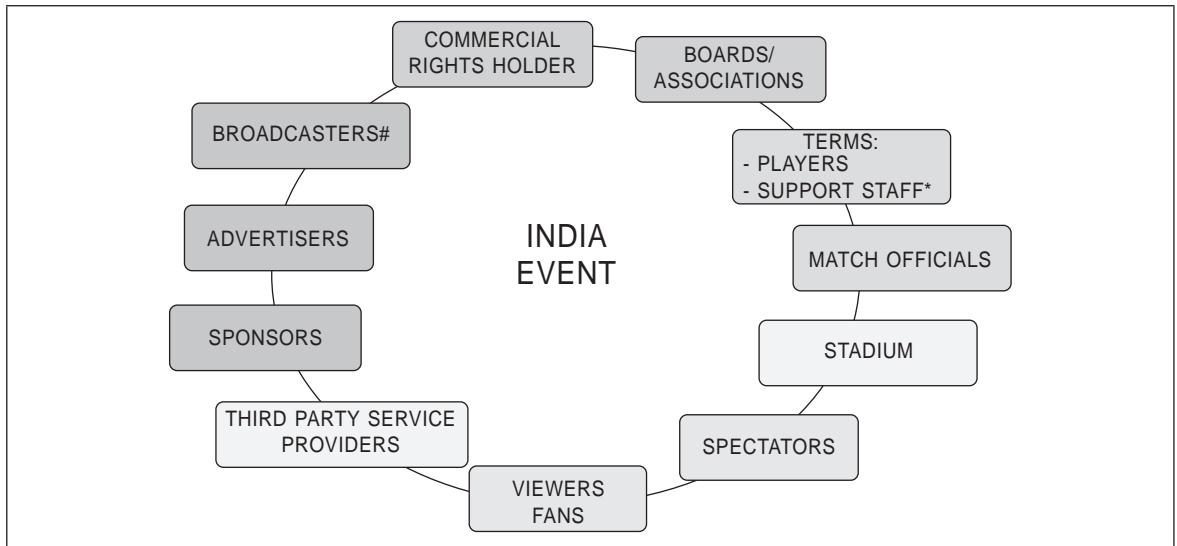 COMMERCIAL
RIGHTS HOLDER
BOARDS/
ASSOCIATIONS
BROADCASTERS#
TERMS:
- PLAYERS
- SUPPORT STAFF*
ADVERTISERS
INDIA
EVENT
MATCH OFFICIALS
SPONSORS
STADIUM
THIRD PARTY SERVICE
PROVIDERS
SPECTATORS
VIEWERS
FANS